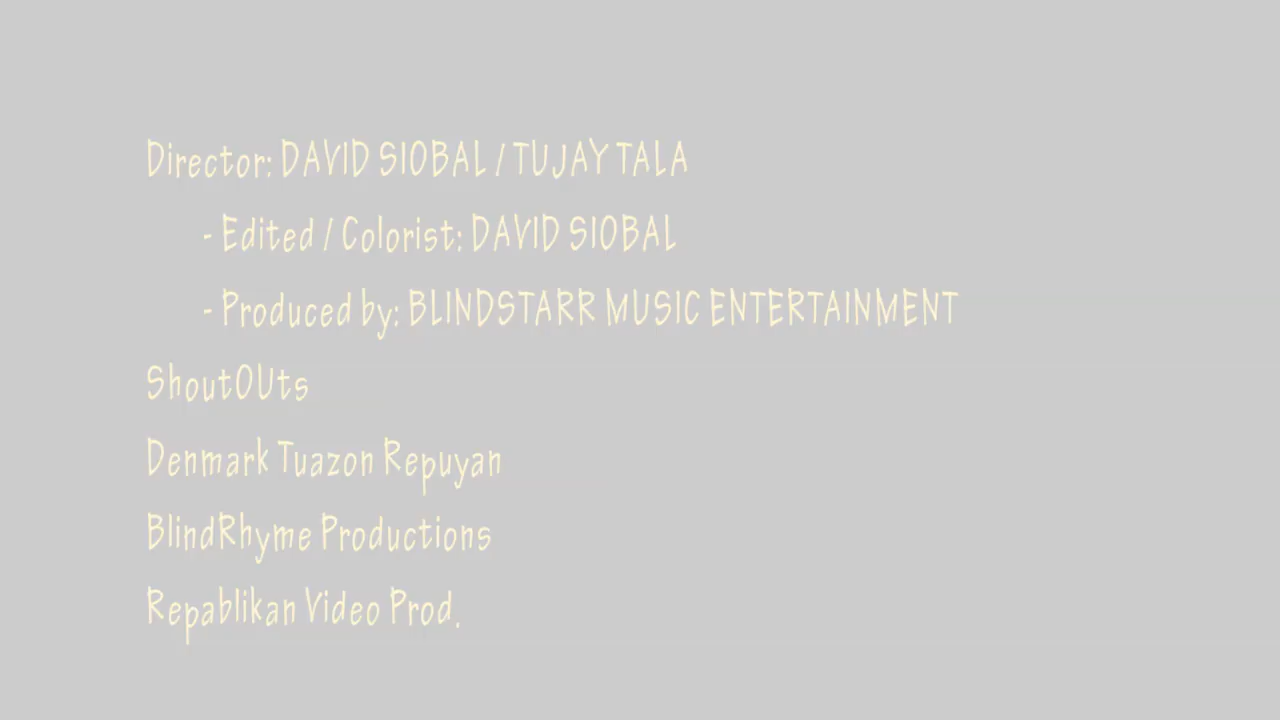 Director: DAVID SIOBAL / TUJAY TALA
- Edited / Colorist: DAVID SIOBAL
- Produced by: BLINDSTARR MUSIC ENTERTAINMENT
ShoutOUts
Denmark Tuazon Repuyan
BlindRhyme Productions
Repablikan Video Prod.